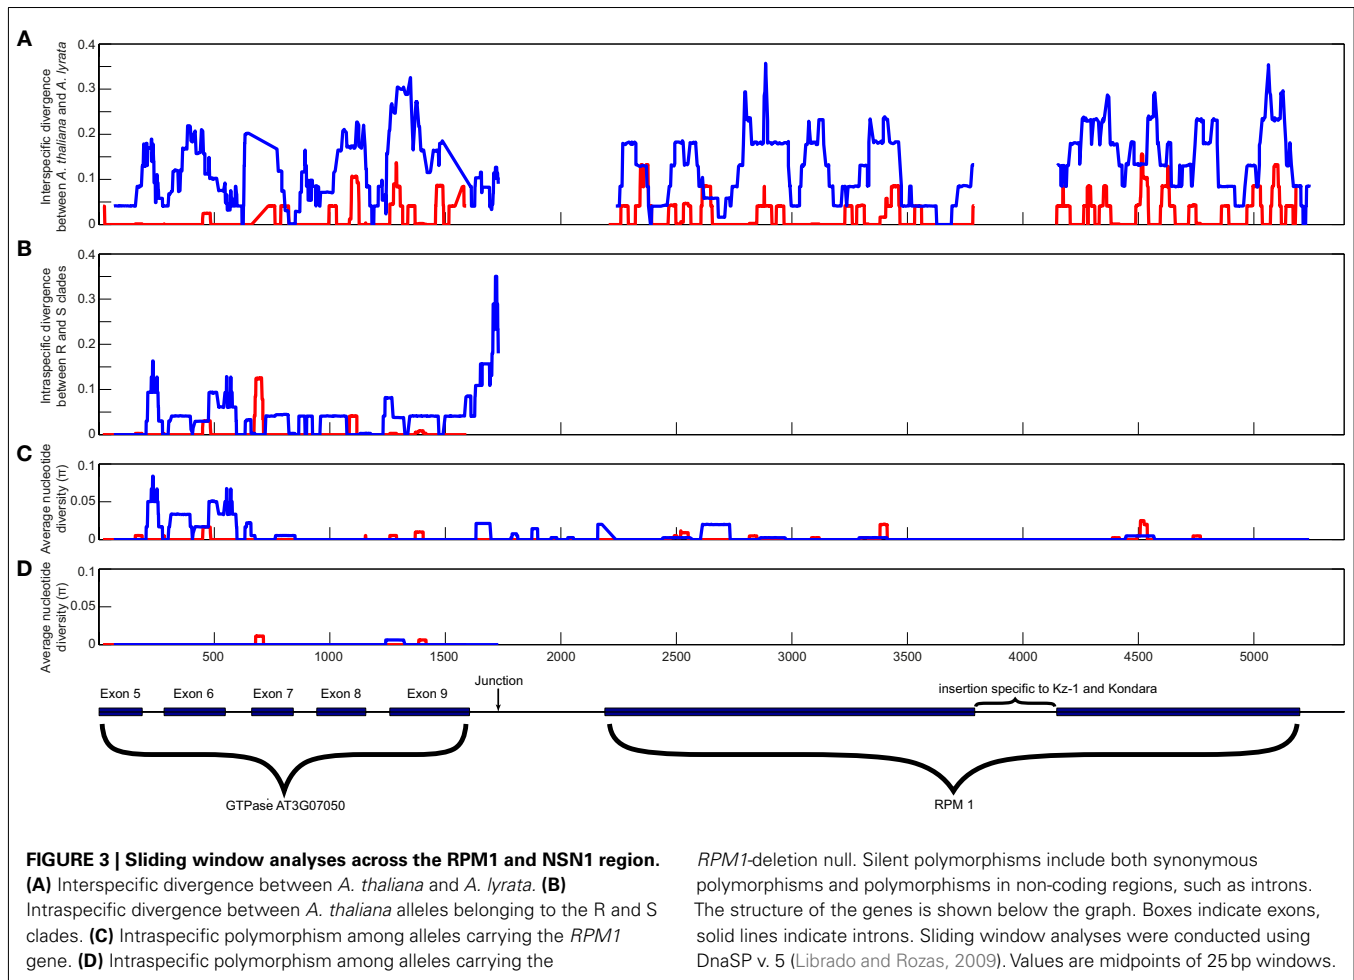 A
Interspecific divergence
between A. thaliana and A. lyrata
0.4
0.3
0.2
0.1
0
B
Intraspecific divergence
between R and S clades
0.4
0.3
0.2
0.1
0
C
Average nucleotide
diversity (π)
0.1
0.05
0
D
Average nucleotide
diversity (π)
0.1
0.05
0
500 1000 1500 2000 2500 3000 3500 4000 4500 5000
Junction
insertion specific to Kz-1 and Kondara
Exon 5 Exon 6 Exon 7 Exon 8 Exon 9
GTPase AT3G07050
RPM 1
FIGURE 3 | Sliding window analyses across the RPM1 and NSN1 region.
(A) Interspecific divergence between A. thaliana and A. lyrata. (B)
Intraspecific divergence between A. thaliana alleles belonging to the R and S
clades. (C) Intraspecific polymorphism among alleles carrying the RPM1
gene. (D) Intraspecific polymorphism among alleles carrying the
RPM1-deletion null. Silent polymorphisms include both synonymous
polymorphisms and polymorphisms in non-coding regions, such as introns.
The structure of the genes is shown below the graph. Boxes indicate exons,
solid lines indicate introns. Sliding window analyses were conducted using
DnaSP v. 5 (Librado and Rozas, 2009). Values are midpoints of 25 bp windows.